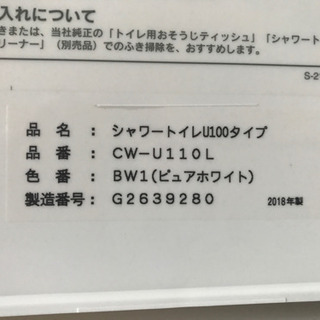 入れについて
きまたは、当社純正の「トイレ用おそうじティッシュ」「シャワート
リーナー」(別売品)でのふき掃除を、おすすめします。
S-2
品 名 : シャワートイレU100タイプ
品 番 : CW-U110L
色 番 : BW1(ピュアホワイト)
製造番号 : G2639280 2018年製